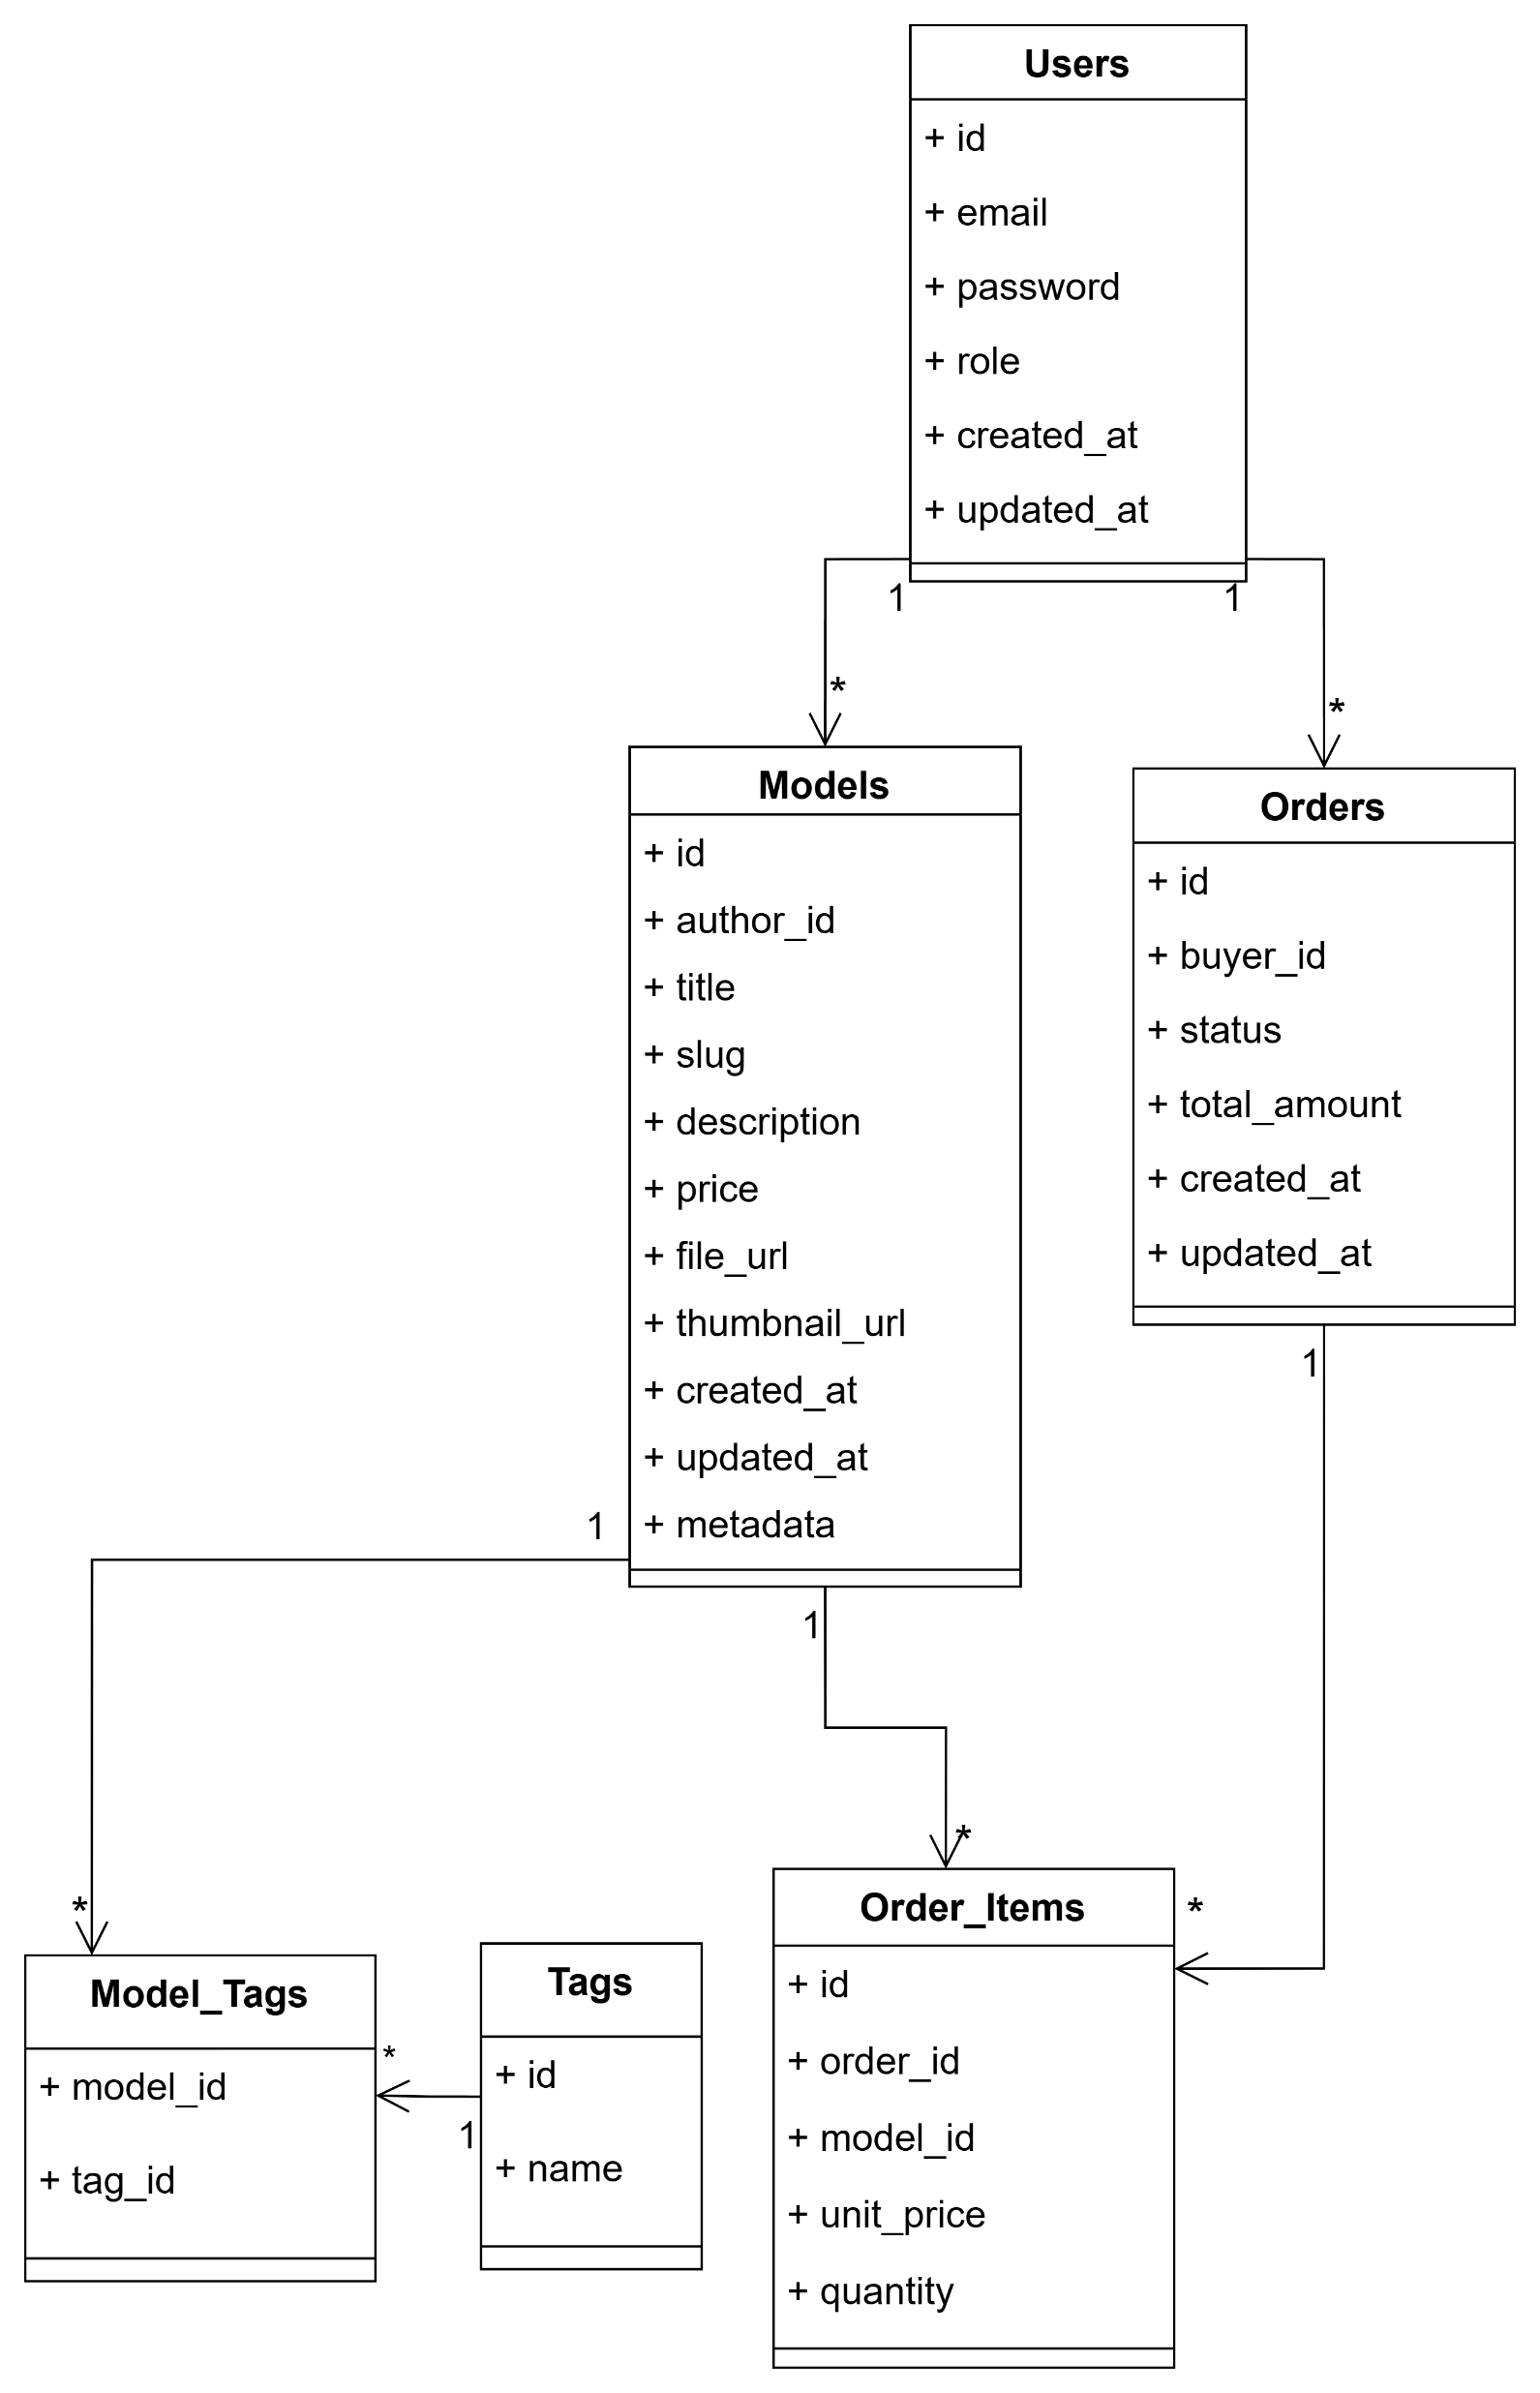 Users
+ id
+ email
+ password
+ role
+ created_at
+ updated_at
1
1
*
*
Models
+ id
+ author_id
+ title
+ slug
+ description
+ price
+ file_url
+ thumbnail_url
+ created_at
+ updated_at
+ metadata
Orders
+ id
+ buyer_id
+ status
+ total_amount
+ created_at
+ updated_at
1
1
1
*
*
*
Model_Tags
+ model_id
+ tag_id
*
1
Tags
+ id
+ name
Order_Items
+ id
+ order_id
+ model_id
+ unit_price
+ quantity